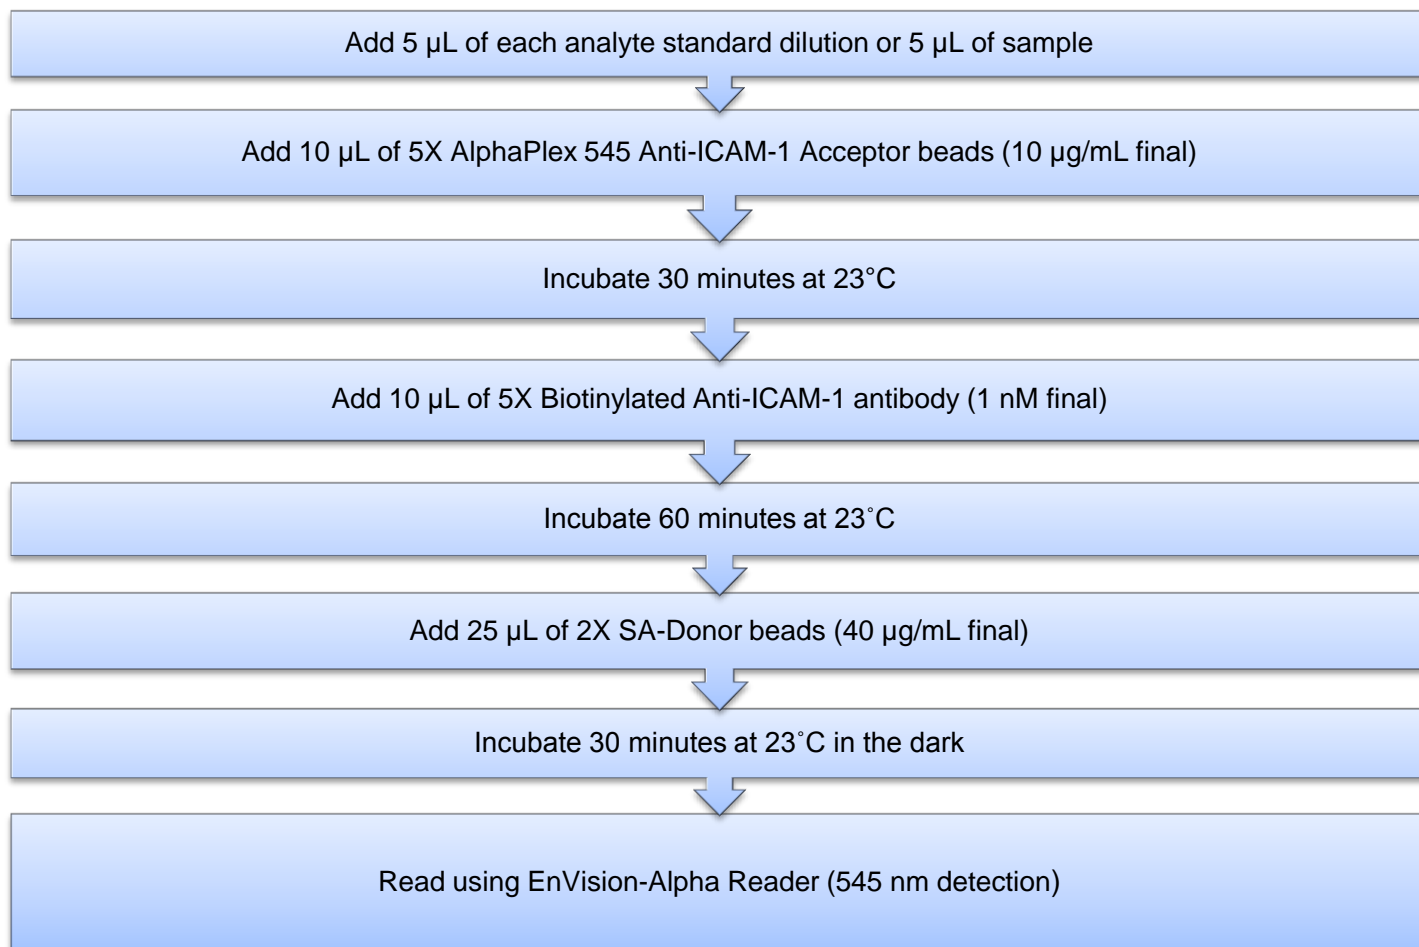 Add 5 µL of each analyte standard dilution or 5 µL of sample
Add 10 µL of 5X AlphaPlex 545 Anti-ICAM-1 Acceptor beads (10 µg/mL final)
Incubate 30 minutes at 23°C
Add 10 µL of 5X Biotinylated Anti-ICAM-1 antibody (1 nM final)
Incubate 60 minutes at 23˚C
Add 25 µL of 2X SA-Donor beads (40 µg/mL final)
Incubate 30 minutes at 23˚C in the dark
Read using EnVision-Alpha Reader (545 nm detection)